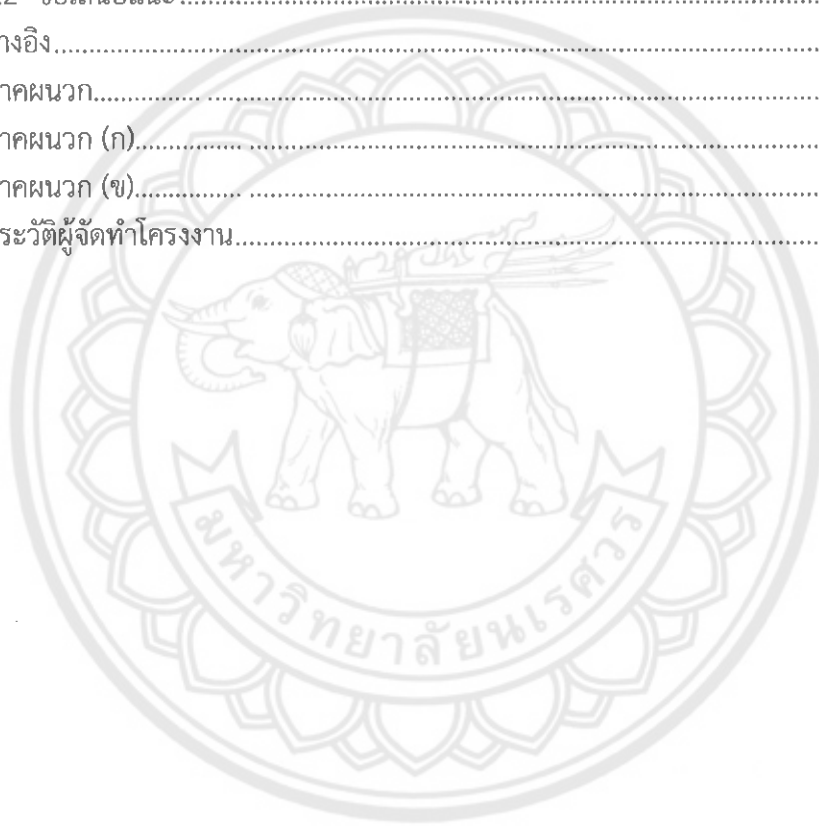 างอิง
าคผนวก
าคผนวก (ก)
าคผนวก (ข)
ระวัติผู้จัดทำโครงงาน
มหาวิทยาลัยนเรศวร